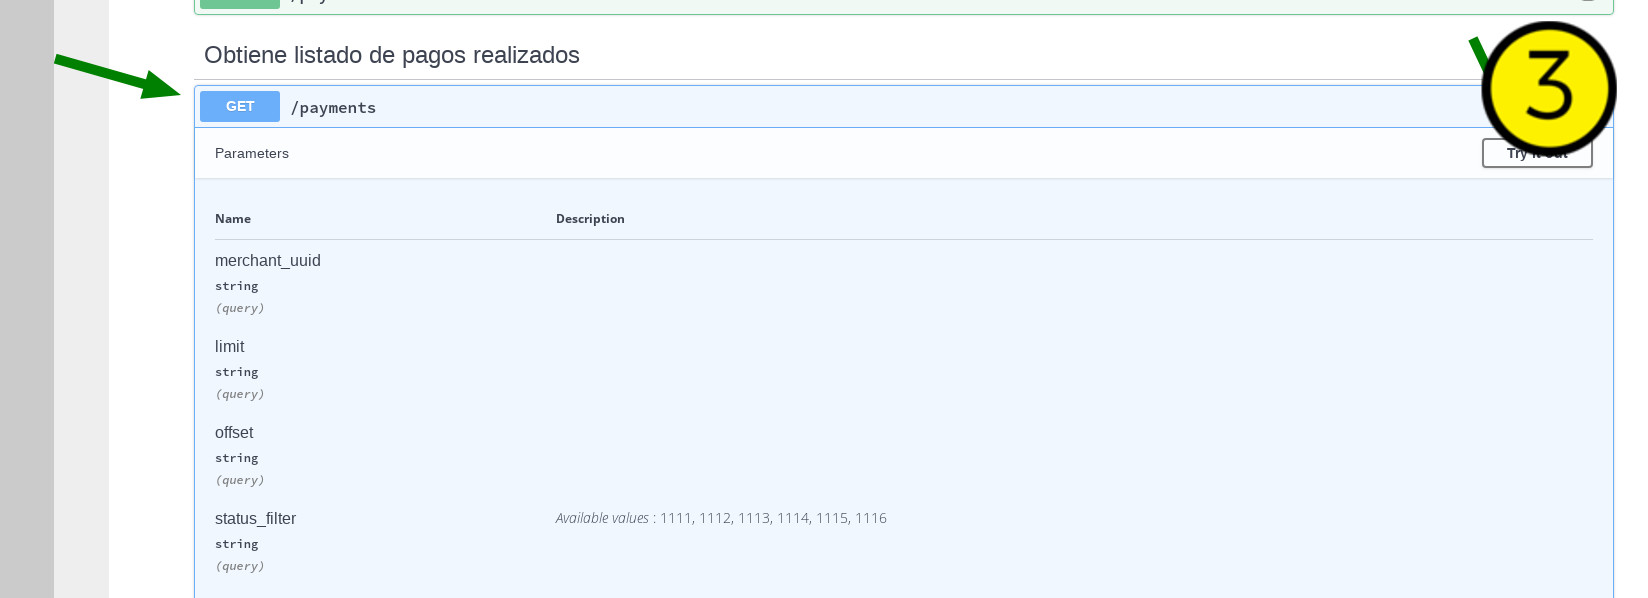 Obtiene listado de pagos realizados
3
GET /payments
Parameters
Try
Name Description
merchant_uuid
string
(query)
limit
string
(query)
offset
string
(query)
status_filter Available values : 1111, 1112, 1113, 1114, 1115, 1116
string
(query)